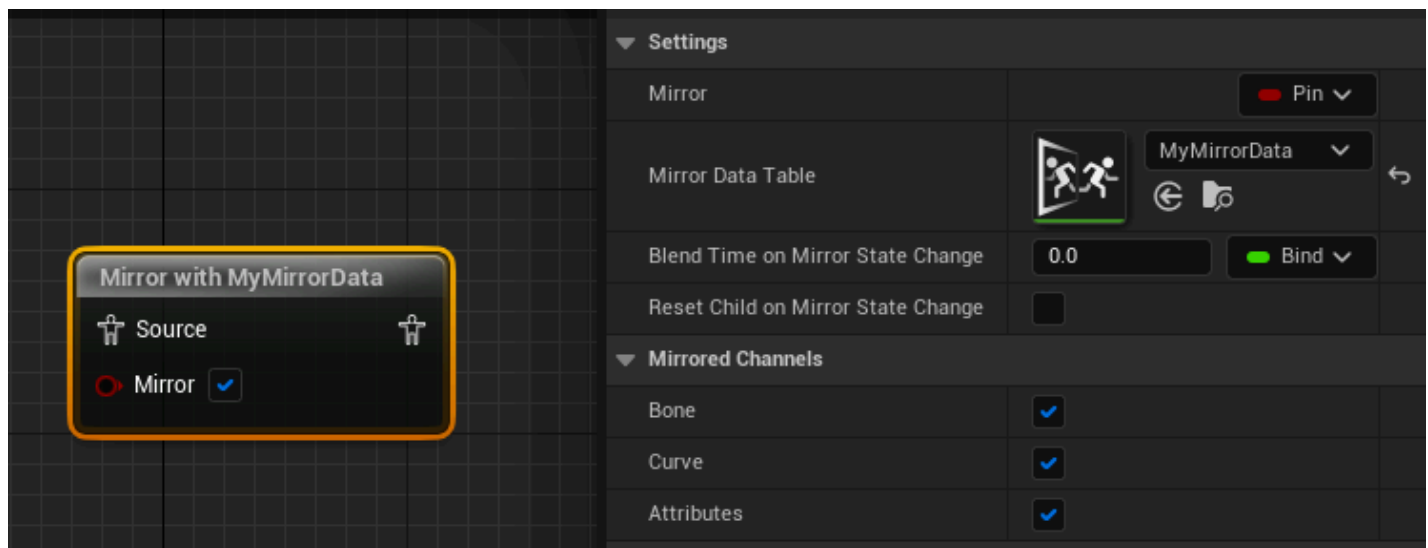 Mirror with MyMirrorData
Source
Mirror
Settings
Mirror
Pin
Mirror Data Table
MyMirrorData
Blend Time on Mirror State Change
0.0
Bind
Reset Child on Mirror State Change
Mirrored Channels
Bone
Curve
Attributes